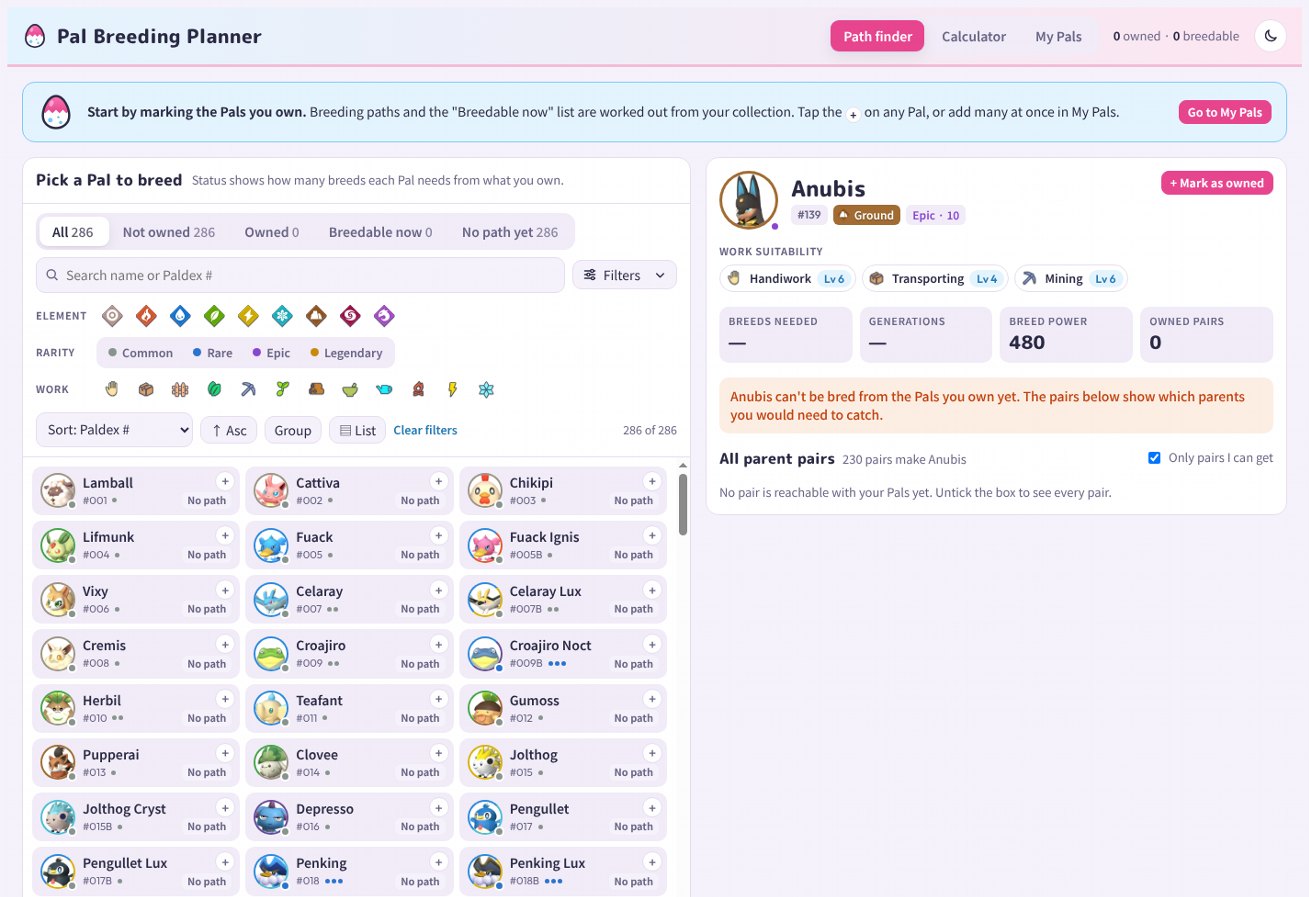 Pal Breeding Planner
Path finder
Calculator
My Pals
0 owned · 0 breedable
Start by marking the Pals you own. Breeding paths and the "Breedable now" list are worked out from your collection. Tap the + on any Pal, or add many at once in My Pals.
Go to My Pals
Pick a Pal to breed Status shows how many breeds each Pal needs from what you own.
All 286 Not owned 286 Owned 0 Breedable now 0 No path yet 286
Search name or Paldex #
Filters
ELEMENT
RARITY Common Rare Epic Legendary
WORK
Sort: Paldex # ↑ Asc Group List Clear filters 286 of 286
Lamball +
#001 No path
Cattiva +
#002 No path
Chikipi +
#003 No path
Lifmunk +
#004 No path
Fuack +
#005 No path
Fuack Ignis +
#005B No path
Vixy +
#006 No path
Celaray +
#007 No path
Celaray Lux +
#007B No path
Cremis +
#008 No path
Croajiro +
#009 No path
Croajiro Noct +
#009B No path
Herbil +
#010 No path
Teafant +
#011 No path
Gumoss +
#012 No path
Pupperai +
#013 No path
Clovee +
#014 No path
Jolthog +
#015 No path
Jolthog Cryst +
#015B No path
Depresso +
#016 No path
Pengullet +
#017 No path
Pengullet Lux +
#017B No path
Penking +
#018 No path
Penking Lux +
#018B No path
Anubis
+ Mark as owned
#139 Ground Epic · 10
WORK SUITABILITY
Handiwork Lv 6 Transporting Lv 4 Mining Lv 6
BREEDS NEEDED
—
GENERATIONS
—
BREED POWER
480
OWNED PAIRS
0
Anubis can't be bred from the Pals you own yet. The pairs below show which parents
you would need to catch.
All parent pairs 230 pairs make Anubis
Only pairs I can get
No pair is reachable with your Pals yet. Untick the box to see every pair.